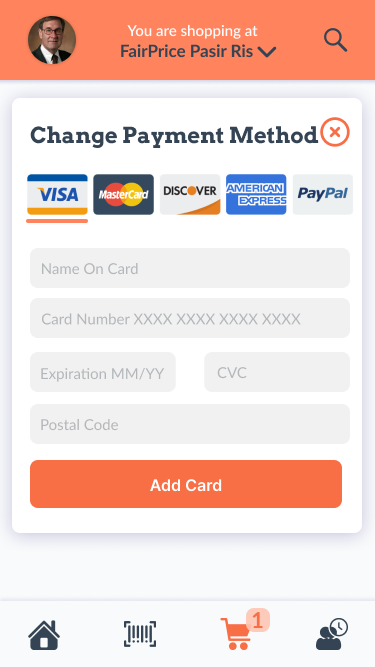 You are shopping at
FairPrice Pasir Ris
Change Payment Method
VISA
MasterCard
DISCOVER
AMERICAN
EXPRESS
PayPal
Name On Card
Card Number XXXX XXXX XXXX XXXX
Expiration MM/YY
CVC
Postal Code
Add Card
1